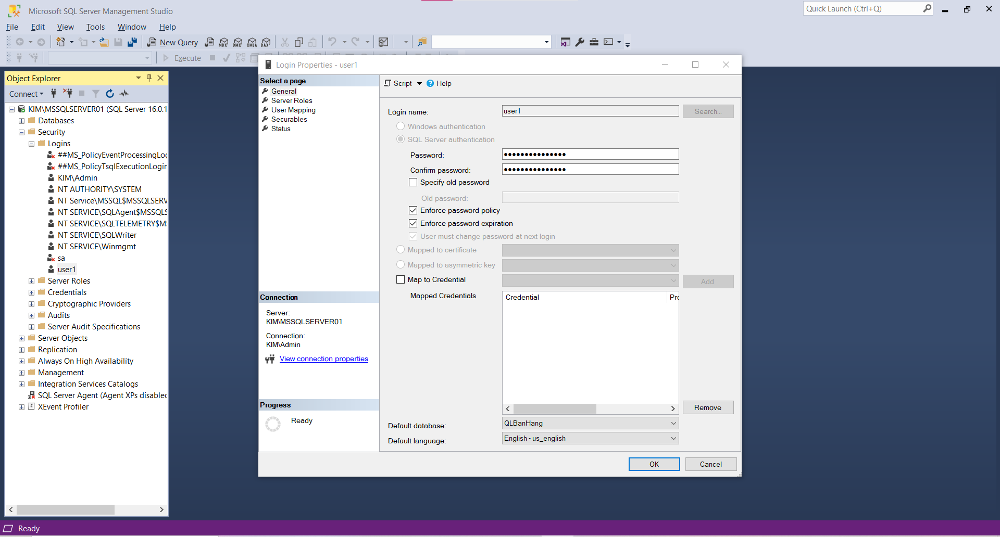 Microsoft SQL Server Management Studio
Quick Launch (Ctrl+Q)
File Edit View Tools Window Help
New Query
MDX DMX XMLA DAX
Execute
Object Explorer
Connect
KIM\MSSQLSERVER01 (SQL Server 16.0.1
Databases
Security
Logins
##MS_PolicyEventProcessingLog
##MS_PolicyTsqlExecutionLogin
KIM\Admin
NT AUTHORITY\SYSTEM
NT Service\MSSQL$MSSQLSERV
NT SERVICE\SQLAgent$MSSQLS
NT SERVICE\SQLTELEMETRY$MS
NT SERVICE\SQLWriter
NT SERVICE\Winmgmt
sa
user1
Server Roles
Credentials
Cryptographic Providers
Audits
Server Audit Specifications
Server Objects
Replication
Always On High Availability
Management
Integration Services Catalogs
SQL Server Agent (Agent XPs disabled
XEvent Profiler
Login Properties - user1
Select a page
General
Server Roles
User Mapping
Securables
Status
Connection
Server:
KIM\MSSQLSERVER01
Connection:
KIM\Admin
View connection properties
Progress
Ready
Script Help
Login name: user1 Search...
Windows authentication
SQL Server authentication
Password: ●●●●●●●●●●●●●●●
Confirm password: ●●●●●●●●●●●●●●●
Specify old password
Old password:
Enforce password policy
Enforce password expiration
User must change password at next login
Mapped to certificate
Mapped to asymmetric key
Map to Credential Add
Mapped Credentials Credential Pro
Remove
Default database: QLBanHang
Default language: English - us_english
OK Cancel
Ready